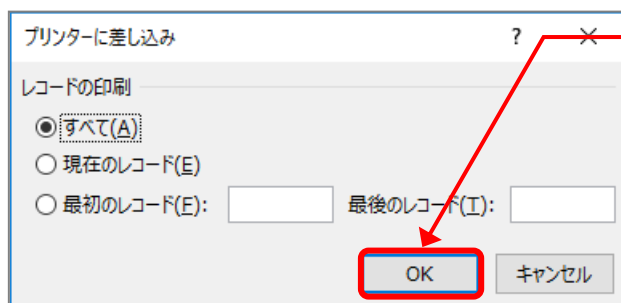 プリンターに差し込み ?
レコードの印刷
すべて(A)
現在のレコード(E)
最初のレコード(F): 最後のレコード(T):
OK キャンセル